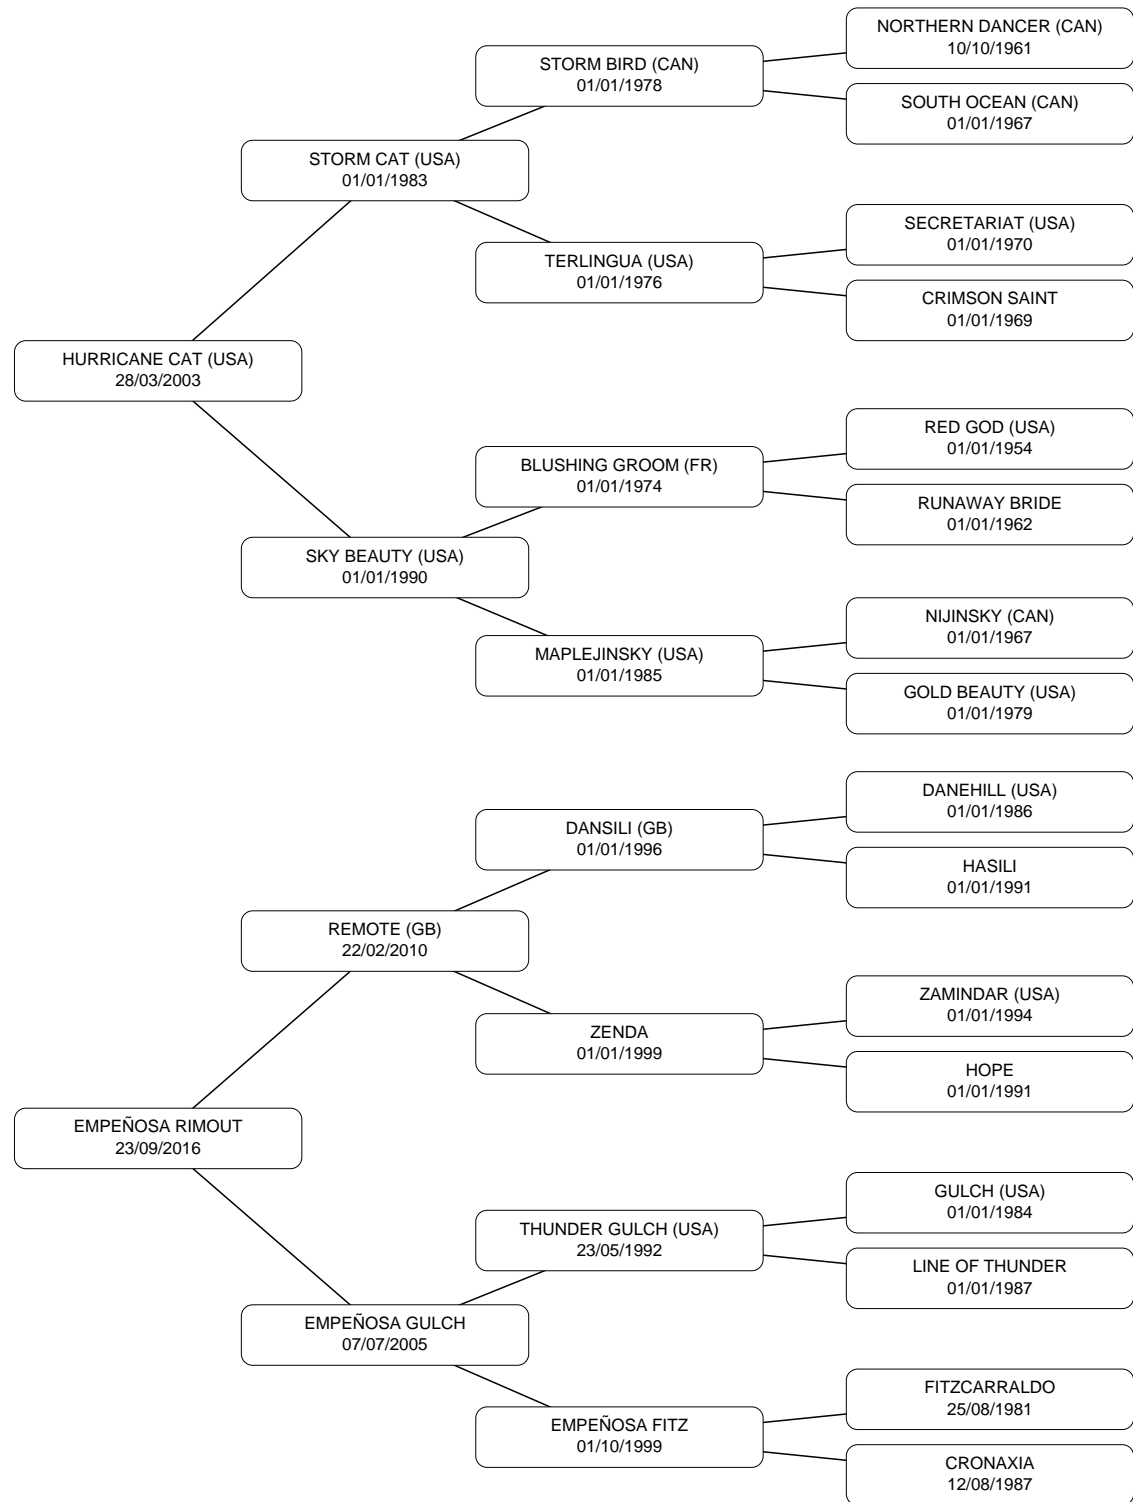 NORTHERN DANCER (CAN)
10/10/1961
STORM BIRD (CAN)
01/01/1978
SOUTH OCEAN (CAN)
01/01/1967
STORM CAT (USA)
01/01/1983
SECRETARIAT (USA)
01/01/1970
TERLINGUA (USA)
01/01/1976
CRIMSON SAINT
01/01/1969
HURRICANE CAT (USA)
28/03/2003
RED GOD (USA)
01/01/1954
BLUSHING GROOM (FR)
01/01/1974
RUNAWAY BRIDE
01/01/1962
SKY BEAUTY (USA)
01/01/1990
NIJINSKY (CAN)
01/01/1967
MAPLEJINSKY (USA)
01/01/1985
GOLD BEAUTY (USA)
01/01/1979
DANEHILL (USA)
01/01/1986
DANSILI (GB)
01/01/1996
HASILI
01/01/1991
REMOTE (GB)
22/02/2010
ZAMINDAR (USA)
01/01/1994
ZENDA
01/01/1999
HOPE
01/01/1991
EMPEÑOSA RIMOUT
23/09/2016
GULCH (USA)
01/01/1984
THUNDER GULCH (USA)
23/05/1992
LINE OF THUNDER
01/01/1987
EMPEÑOSA GULCH
07/07/2005
FITZCARRALDO
25/08/1981
EMPEÑOSA FITZ
01/10/1999
CRONAXIA
12/08/1987